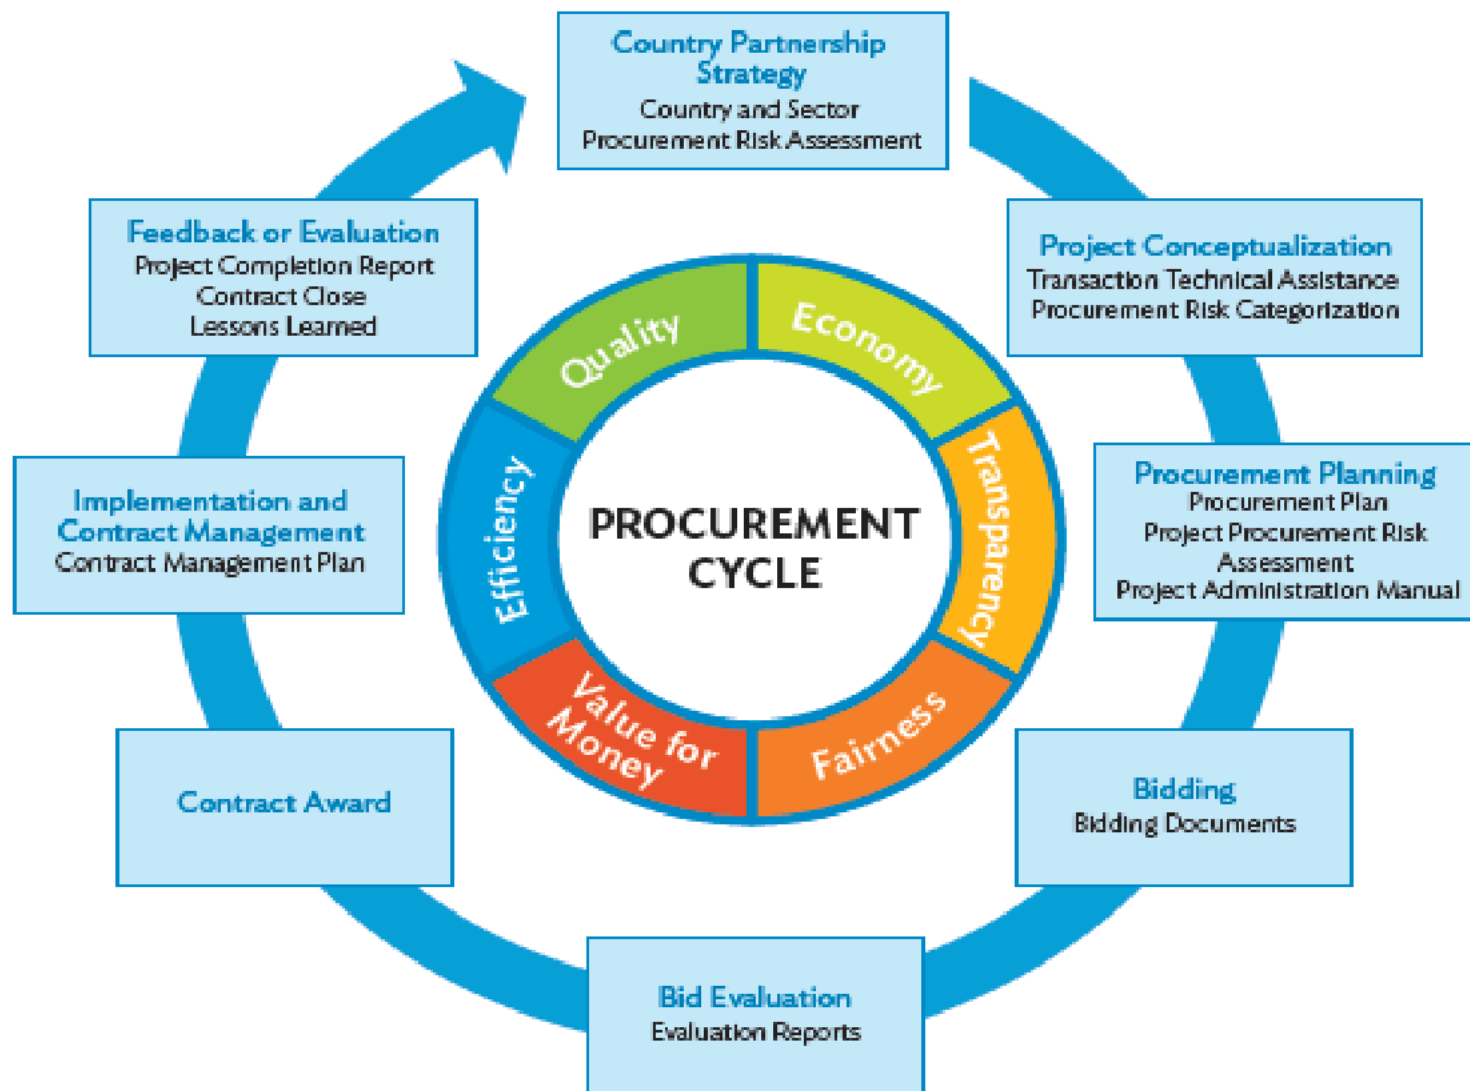 Country Partnership
Strategy
Country and Sector
Procurement Risk Assessment
Project Conceptualization
Transaction Technical Assistance
Procurement Risk Categorization
Procurement Planning
Procurement Plan
Project Procurement Risk
Assessment
Project Administration Manual
Bidding
Bidding Documents
Bid Evaluation
Evaluation Reports
Contract Award
Implementation and
Contract Management
Contract Management Plan
Feedback or Evaluation
Project Completion Report
Contract Close
Lessons Learned
PROCUREMENT
CYCLE
Economy
Transparency
Fairness
Value for
Money
Efficiency
Quality